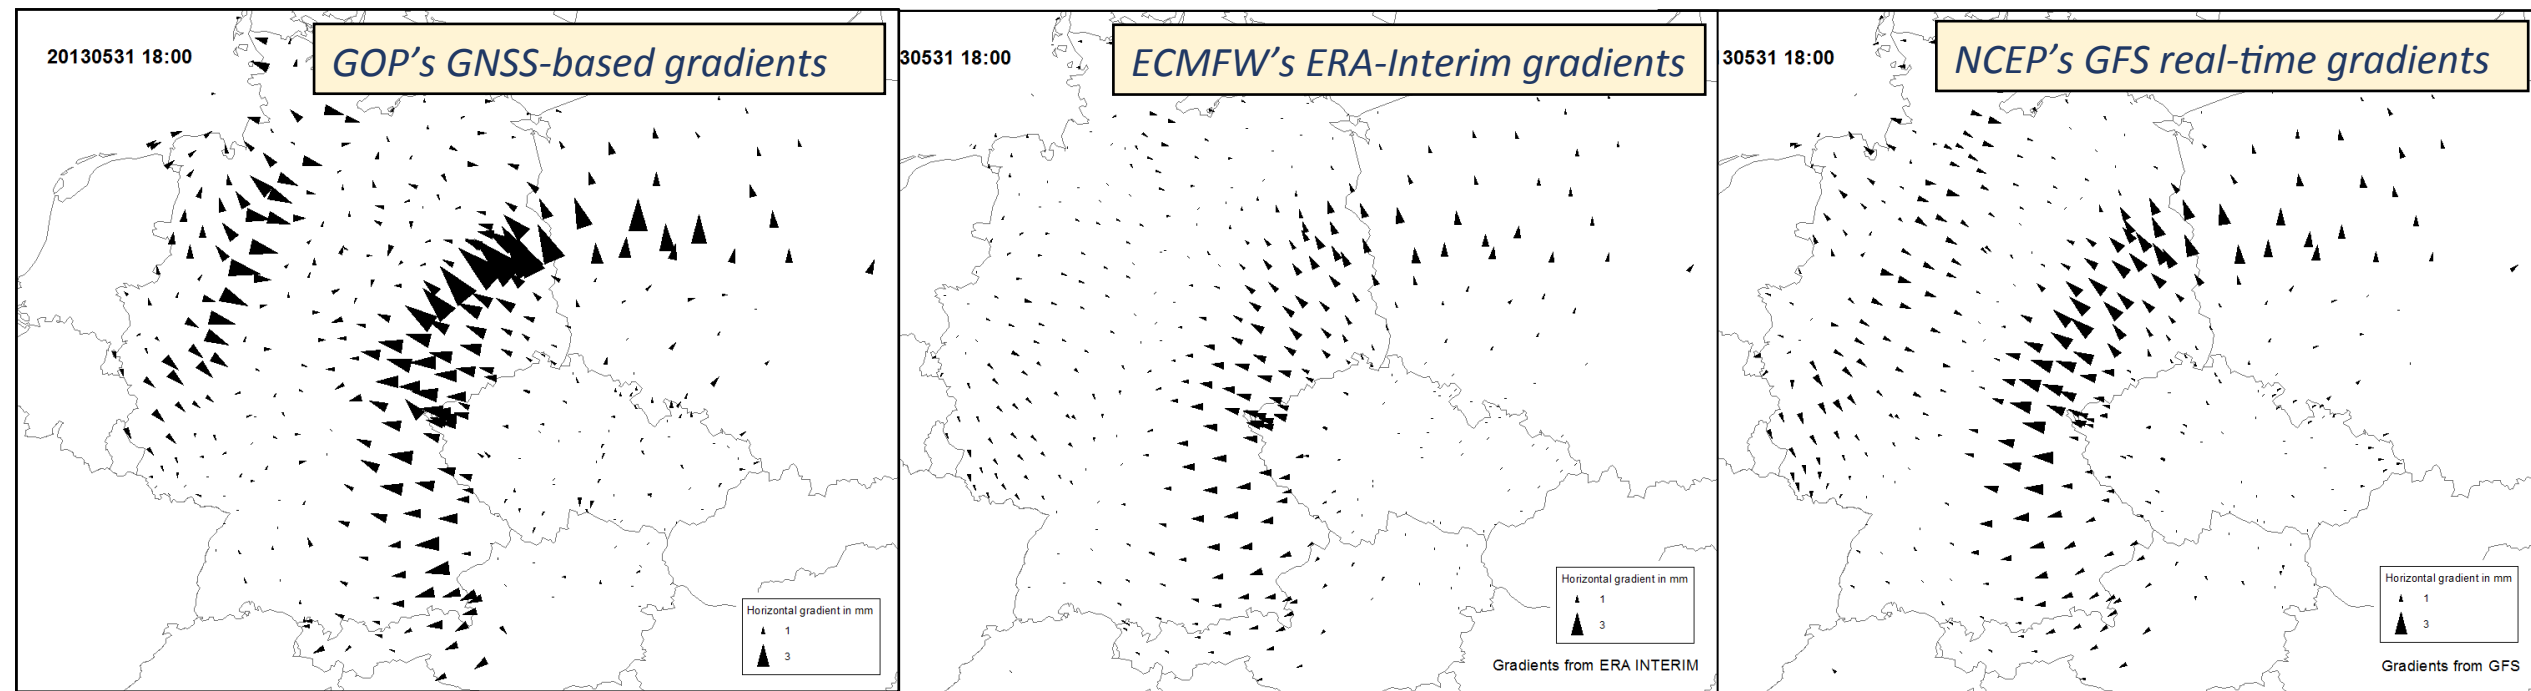 20130531 18:00
GOP's GNSS-based gradients
Horizontal gradient in mm
1
3
30531 18:00
ECMFW's ERA-Interim gradients
Horizontal gradient in mm
1
3
Gradients from ERA INTERIM
30531 18:00
NCEP's GFS real-time gradients
Horizontal gradient in mm
1
3
Gradients from GFS